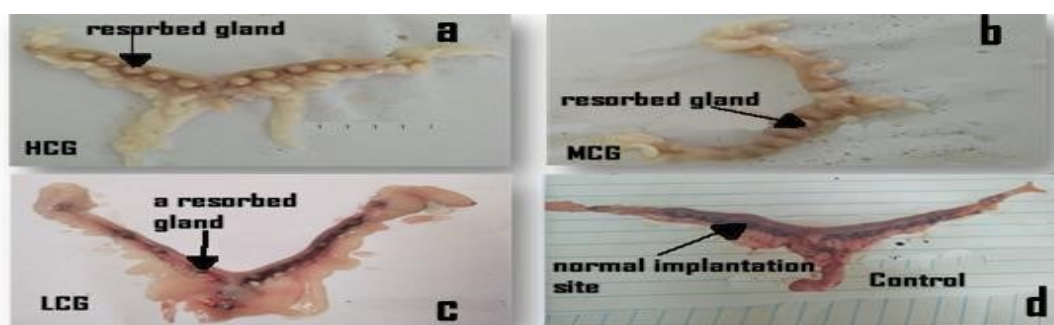 resorbed gland
a
HCG
b
resorbed gland
MCG
a resorbed
gland
LCG
c
normal implantation
site
Control
d